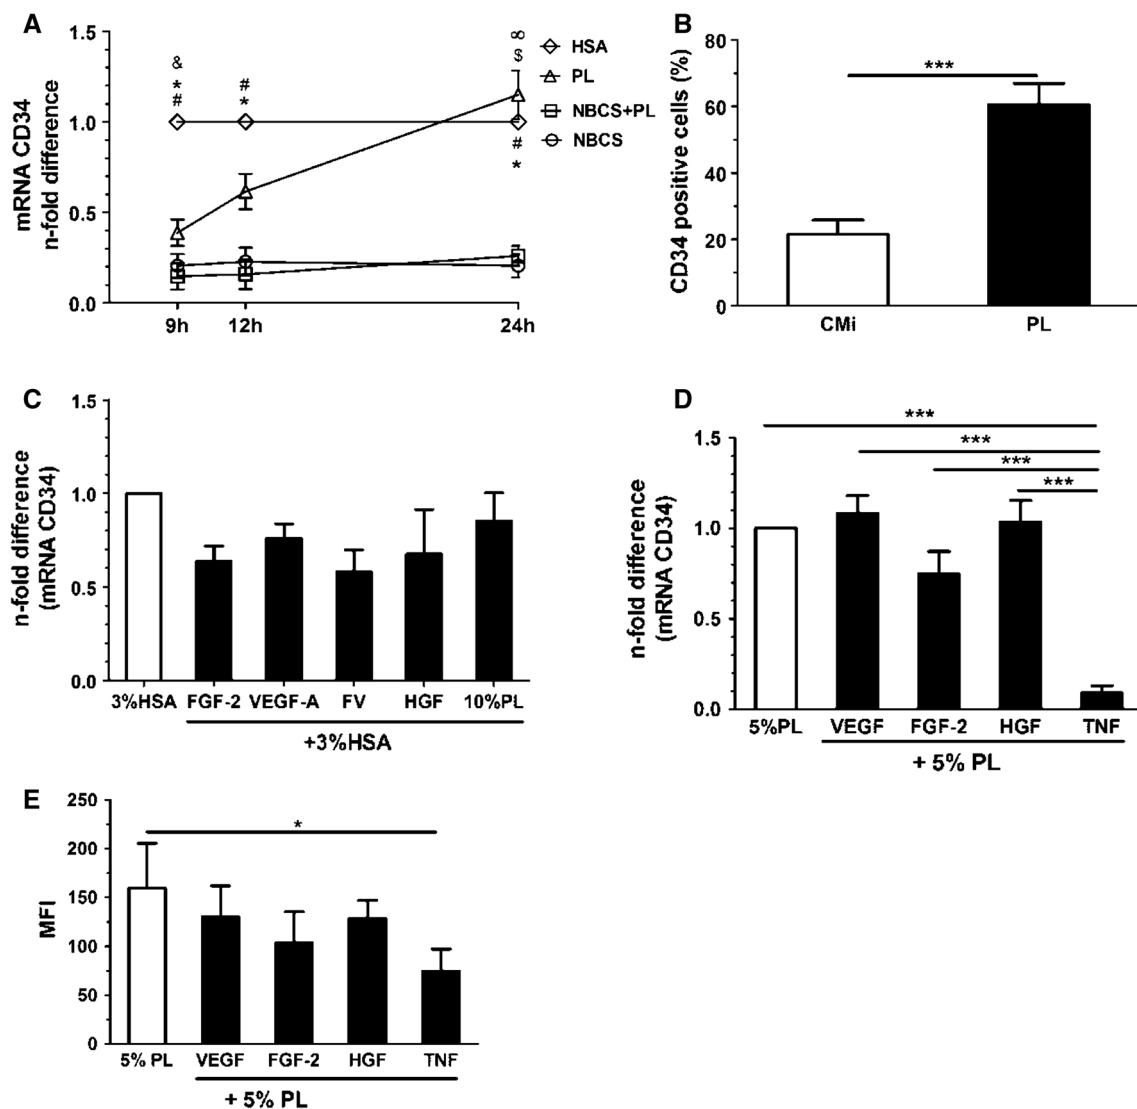 A
mRNA CD34
n-fold difference
1.5
1.0
0.5
0.0
9h
12h
24h
&
*
#
#
*
∞
$
#
*
HSA
PL
NBCS+PL
NBCS
B
CD34 positive cells (%)
80
60
40
20
0
***
CMi
PL
C
n-fold difference
(mRNA CD34)
1.5
1.0
0.5
0.0
3%HSA
FGF-2
VEGF-A
FV
HGF
10%PL
+3%HSA
D
n-fold difference
(mRNA CD34)
1.5
1.0
0.5
0.0
***
***
***
***
5%PL
VEGF
FGF-2
HGF
TNF
+ 5% PL
E
MFI
250
200
150
100
50
0
*
5% PL
VEGF
FGF-2
HGF
TNF
+ 5% PL